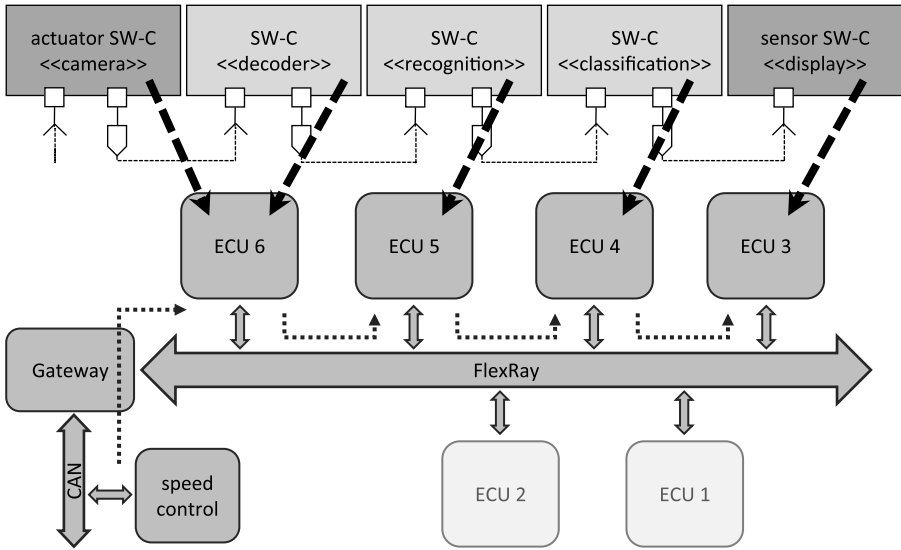 actuator SW-C
<<camera>>
SW-C
<<decoder>>
SW-C
<<recognition>>
SW-C
<<classification>>
sensor SW-C
<<display>>
ECU 6
ECU 5
ECU 4
ECU 3
Gateway
FlexRay
CAN
speed
control
ECU 2
ECU 1